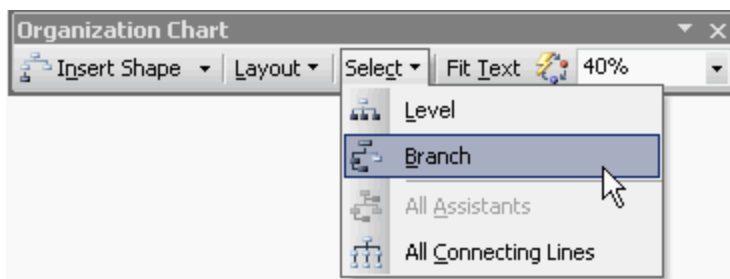 Organization Chart
Insert Shape Layout Select Fit Text 40%
Level
Branch
All Assistants
All Connecting Lines